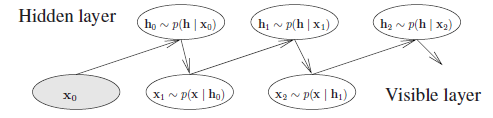 Hidden layer
h₀ ∼ p(h | x₀)
h₁ ∼ p(h | x₁)
h₂ ∼ p(h | x₂)
x₀
x₁ ∼ p(x | h₀)
x₂ ∼ p(x | h₁)
Visible layer